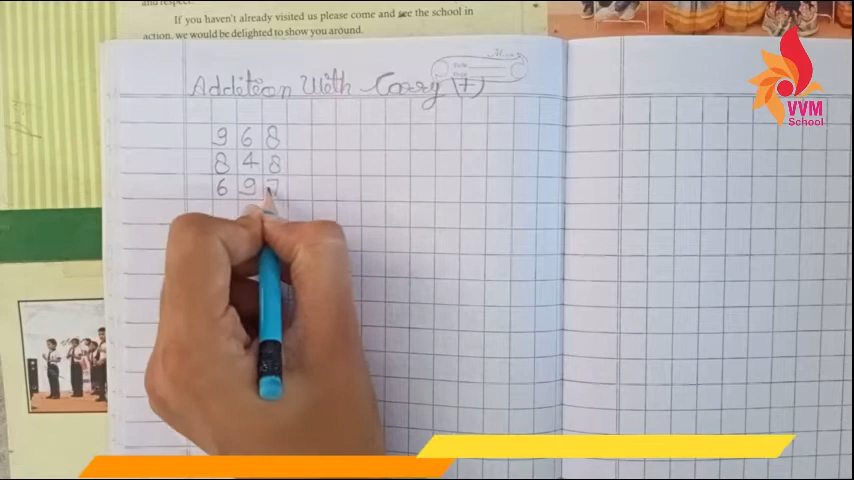 If you haven't already visited us please come and see the school in
action, we would be delighted to show you around.
Addition With Carry (+)
9 6 8
8 4 8
6 9 7
VVM
School